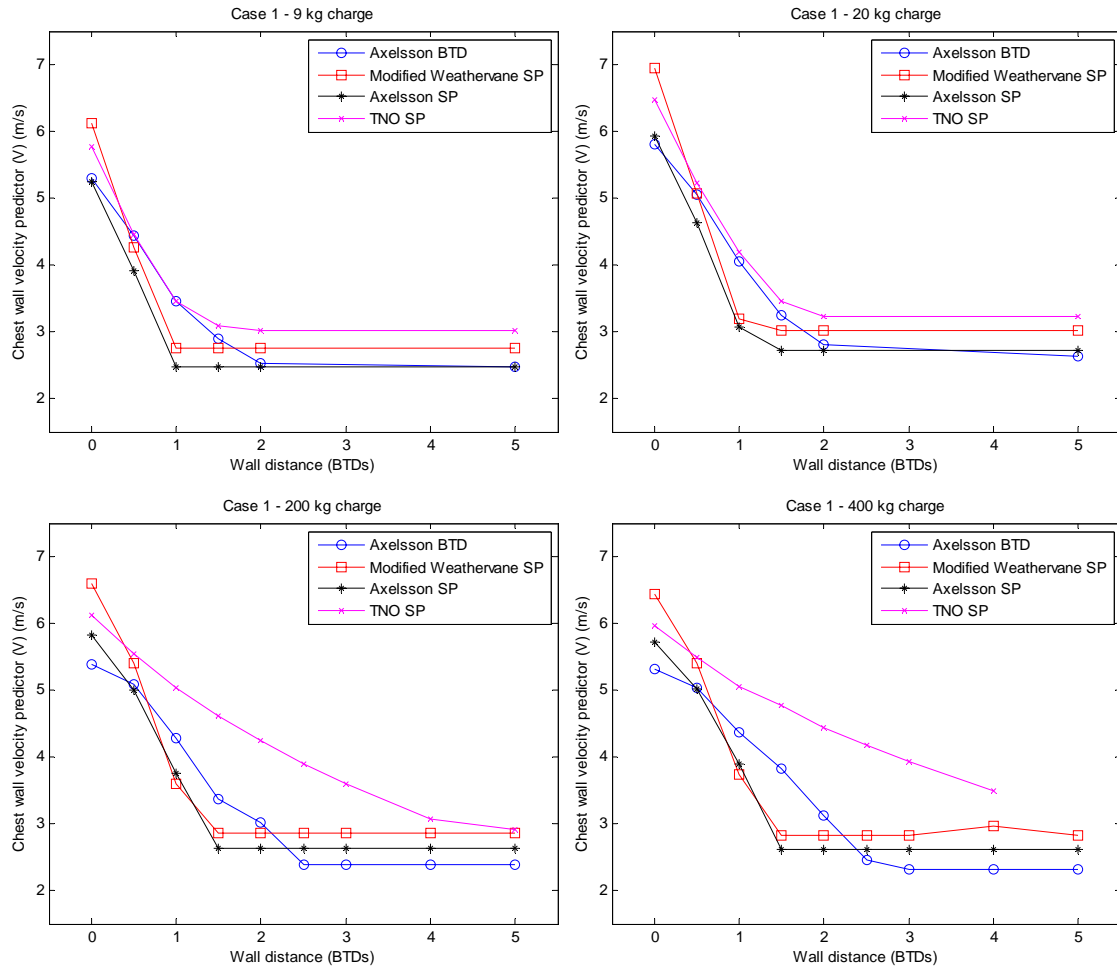 Case 1 - 9 kg charge
Axelsson BTD
Modified Weathervane SP
Axelsson SP
TNO SP
Chest wall velocity predictor (V) (m/s)
7
6
5
4
3
2
0 1 2 3 4 5
Wall distance (BTDs)
Case 1 - 20 kg charge
Axelsson BTD
Modified Weathervane SP
Axelsson SP
TNO SP
Chest wall velocity predictor (V) (m/s)
7
6
5
4
3
2
0 1 2 3 4 5
Wall distance (BTDs)
Case 1 - 200 kg charge
Axelsson BTD
Modified Weathervane SP
Axelsson SP
TNO SP
Chest wall velocity predictor (V) (m/s)
7
6
5
4
3
2
0 1 2 3 4 5
Wall distance (BTDs)
Case 1 - 400 kg charge
Axelsson BTD
Modified Weathervane SP
Axelsson SP
TNO SP
Chest wall velocity predictor (V) (m/s)
7
6
5
4
3
2
0 1 2 3 4 5
Wall distance (BTDs)